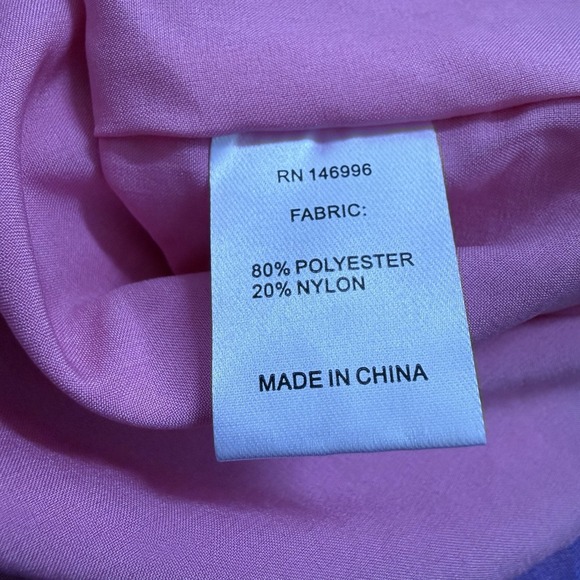 RN 146996
FABRIC:
80% POLYESTER
20% NYLON
MADE IN CHINA